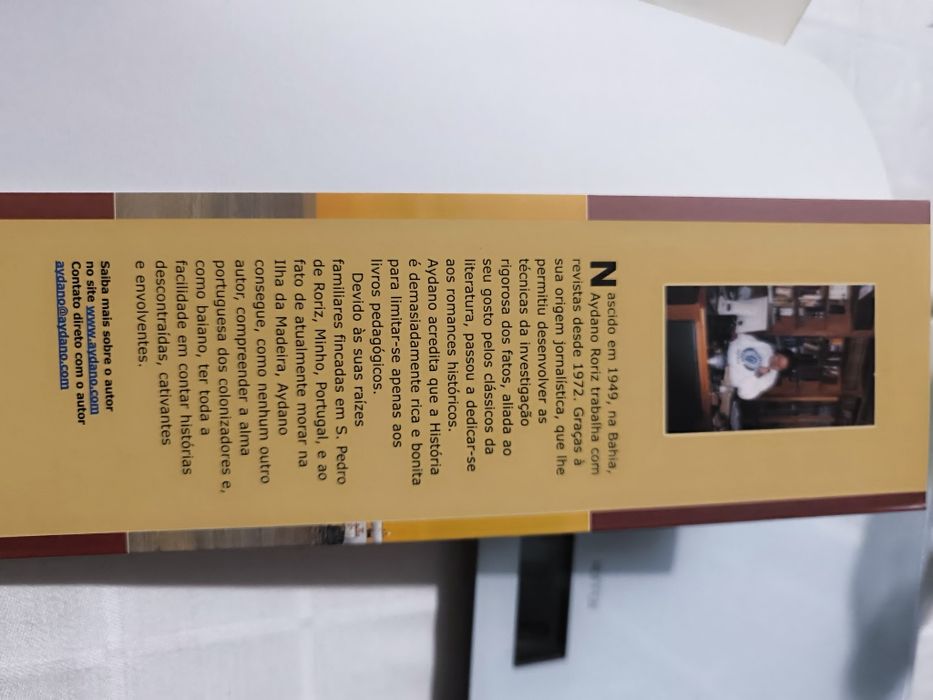 Nascido em 1949, na Bahia,
Aydano Roriz trabalha com
revistas desde 1972. Graças à
sua origem jornalística, que lhe
permitiu desenvolver as
técnicas da investigação
rigorosa dos fatos, aliada ao
seu gosto pelos clássicos da
literatura, passou a dedicar-se
aos romances históricos.
Aydano acredita que a História
é demasiadamente rica e bonita
para limitar-se apenas aos
livros pedagógicos.
Devido às suas raízes
familiares fincadas em S. Pedro
de Roriz, Minho, Portugal, e ao
fato de atualmente morar na
Ilha da Madeira, Aydano
consegue, como nenhum outro
autor, compreender a alma
portuguesa dos colonizadores e,
como baiano, ter toda a
facilidade em contar histórias
descontraídas, cativantes
e envolventes.
Saiba mais sobre o autor
no site www.aydano.com
Contato direto com o autor
aydano@aydano.com